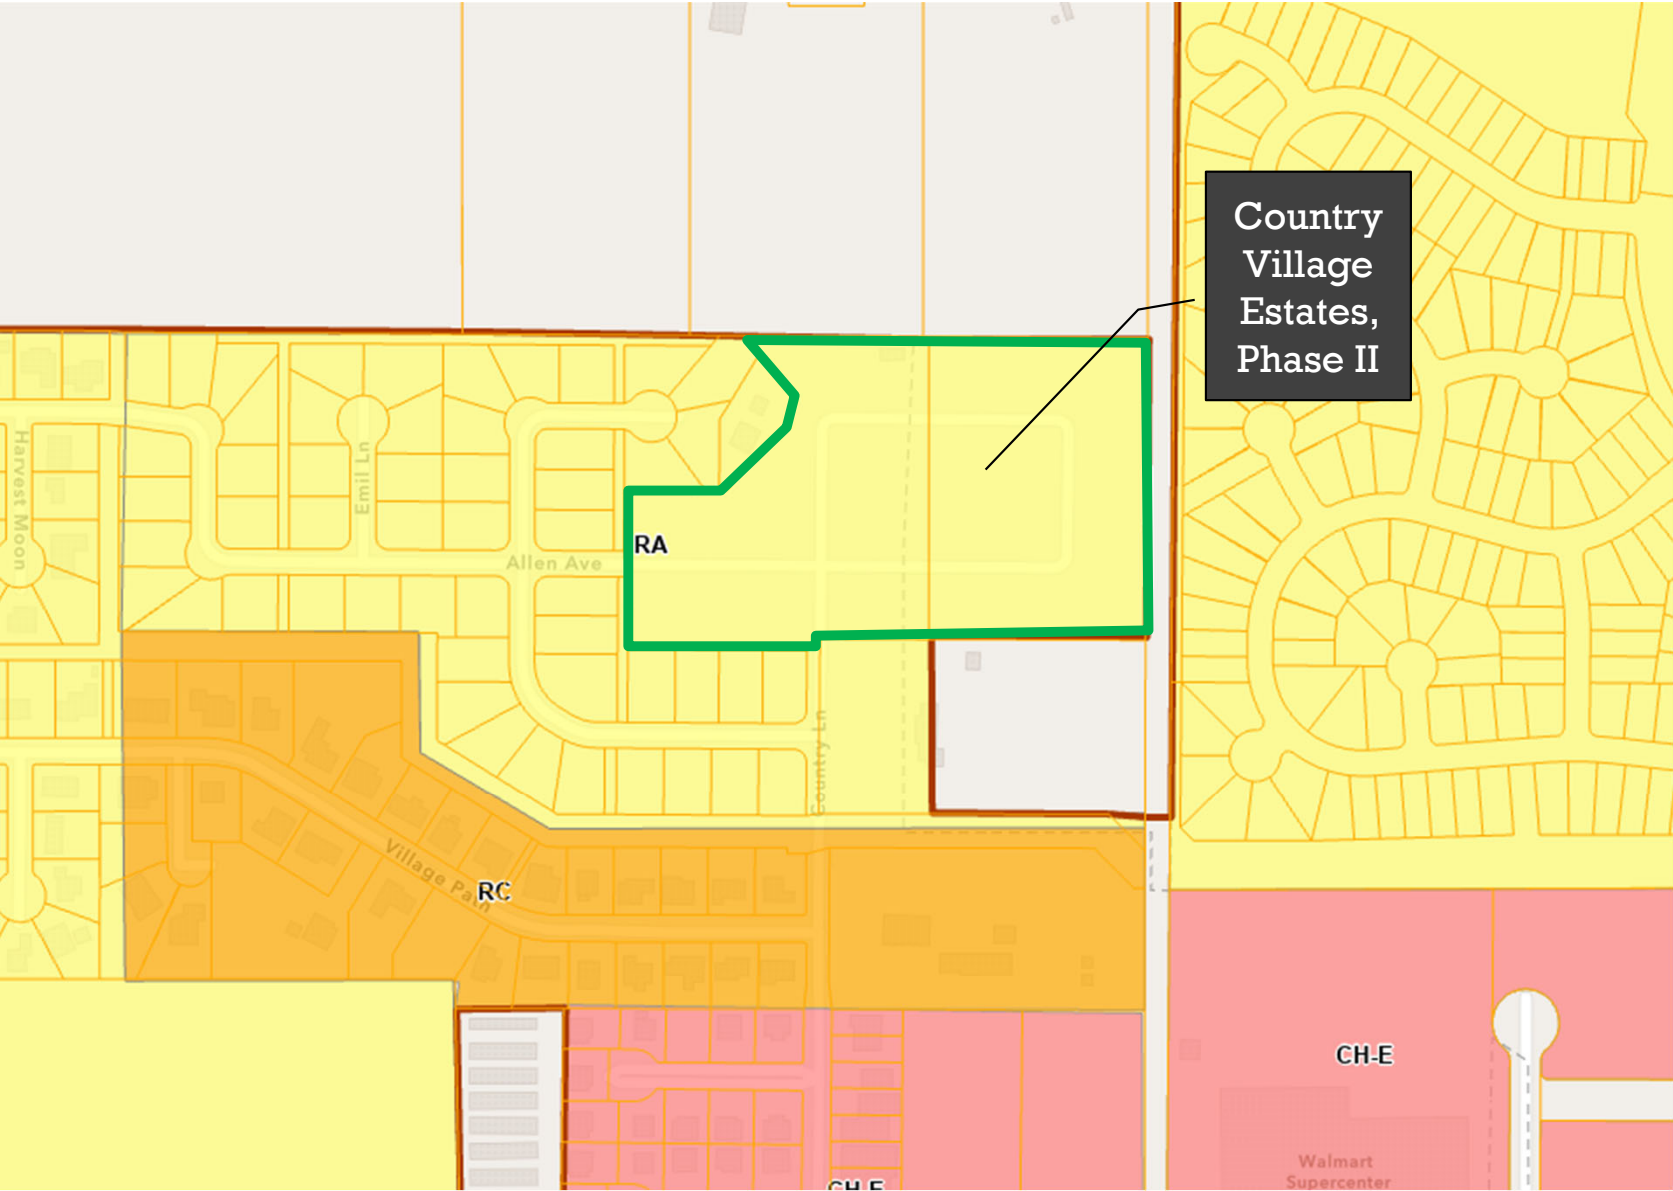 Country
Village
Estates,
Phase II
Harvest Moon
Emil Ln
RA
Allen Ave
Country Ln
Village Path
RC
CH-E
Walmart
Supercenter
CH-E